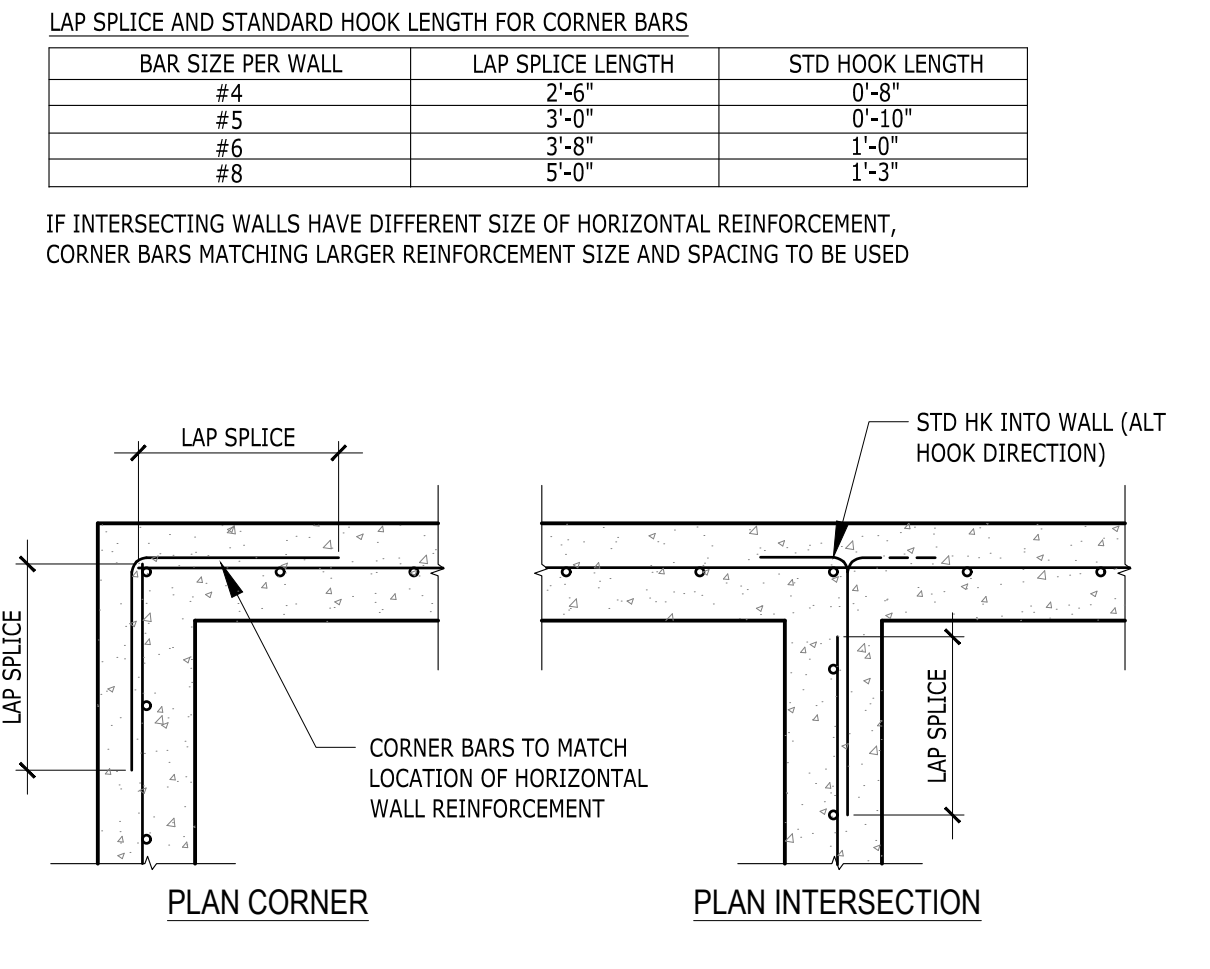 LAP SPLICE AND STANDARD HOOK LENGTH FOR CORNER BARS
BAR SIZE PER WALL LAP SPLICE LENGTH STD HOOK LENGTH
#4 2'-6" 0'-8"
#5 3'-0" 0'-10"
#6 3'-8" 1'-0"
#8 5'-0" 1'-3"
IF INTERSECTING WALLS HAVE DIFFERENT SIZE OF HORIZONTAL REINFORCEMENT,
CORNER BARS MATCHING LARGER REINFORCEMENT SIZE AND SPACING TO BE USED
LAP SPLICE
LAP SPLICE
CORNER BARS TO MATCH
LOCATION OF HORIZONTAL
WALL REINFORCEMENT
PLAN CORNER
STD HK INTO WALL (ALT
HOOK DIRECTION)
LAP SPLICE
PLAN INTERSECTION